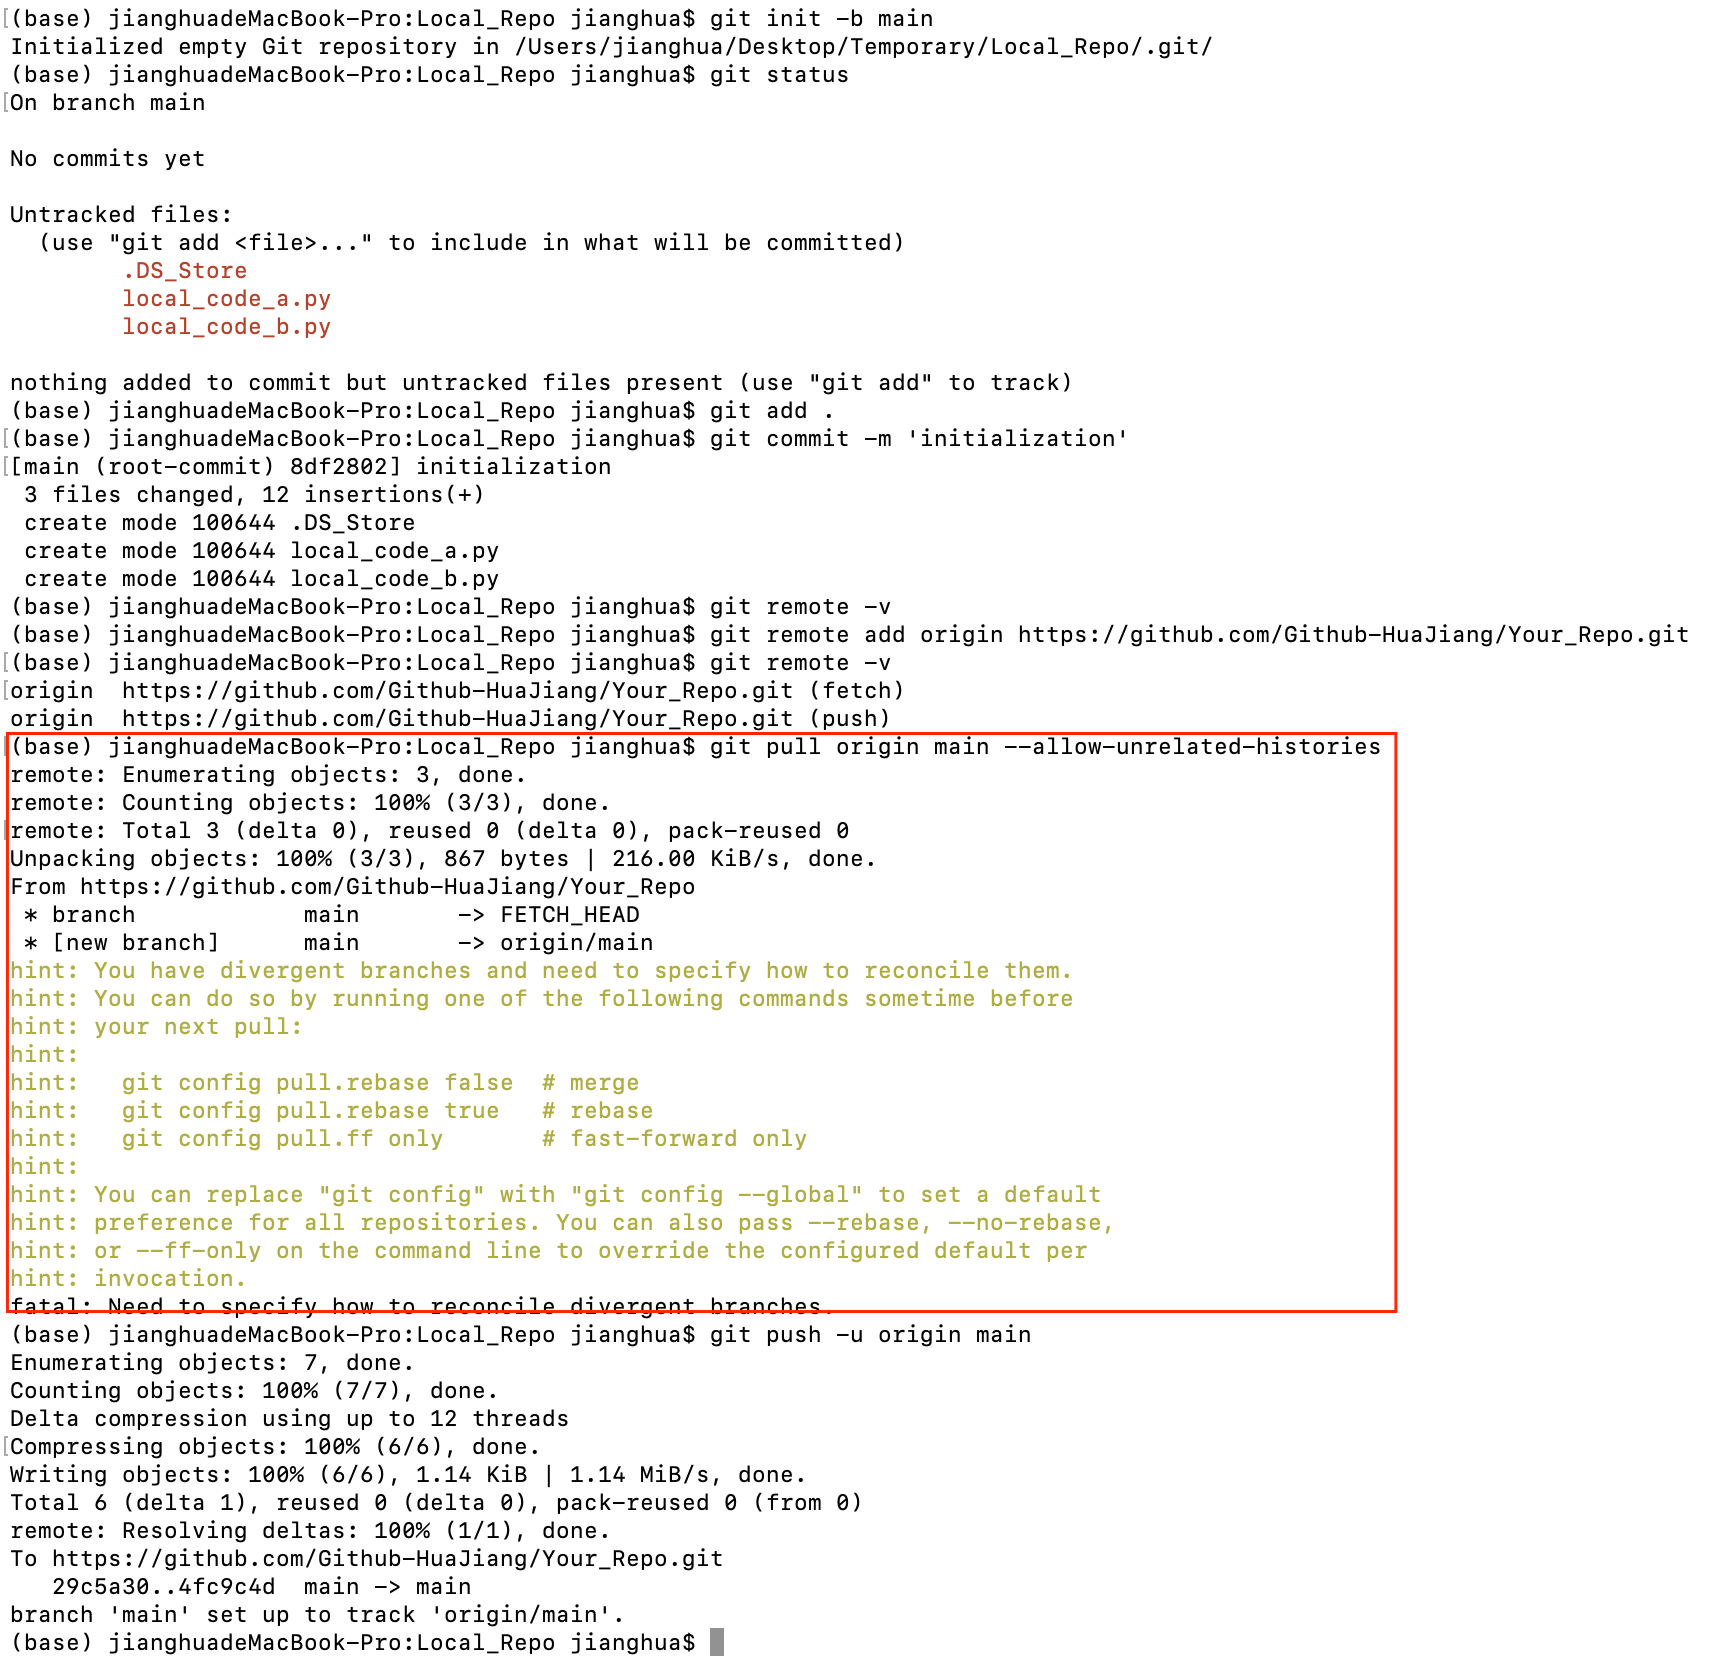 (base) jianghuadeMacBook-Pro:Local_Repo jianghua$ git init -b main
Initialized empty Git repository in /Users/jianghua/Desktop/Temporary/Local_Repo/.git/
(base) jianghuadeMacBook-Pro:Local_Repo jianghua$ git status
On branch main

No commits yet

Untracked files:
  (use "git add <file>..." to include in what will be committed)
        .DS_Store
        local_code_a.py
        local_code_b.py

nothing added to commit but untracked files present (use "git add" to track)
(base) jianghuadeMacBook-Pro:Local_Repo jianghua$ git add .
(base) jianghuadeMacBook-Pro:Local_Repo jianghua$ git commit -m 'initialization'
[main (root-commit) 8df2802] initialization
 3 files changed, 12 insertions(+)
 create mode 100644 .DS_Store
 create mode 100644 local_code_a.py
 create mode 100644 local_code_b.py
(base) jianghuadeMacBook-Pro:Local_Repo jianghua$ git remote -v
(base) jianghuadeMacBook-Pro:Local_Repo jianghua$ git remote add origin https://github.com/Github-HuaJiang/Your_Repo.git
(base) jianghuadeMacBook-Pro:Local_Repo jianghua$ git remote -v
origin  https://github.com/Github-HuaJiang/Your_Repo.git (fetch)
origin  https://github.com/Github-HuaJiang/Your_Repo.git (push)
(base) jianghuadeMacBook-Pro:Local_Repo jianghua$ git pull origin main --allow-unrelated-histories
remote: Enumerating objects: 3, done.
remote: Counting objects: 100% (3/3), done.
remote: Total 3 (delta 0), reused 0 (delta 0), pack-reused 0
Unpacking objects: 100% (3/3), 867 bytes | 216.00 KiB/s, done.
From https://github.com/Github-HuaJiang/Your_Repo
 * branch            main       -> FETCH_HEAD
 * [new branch]      main       -> origin/main
hint: You have divergent branches and need to specify how to reconcile them.
hint: You can do so by running one of the following commands sometime before
hint: your next pull:
hint:
hint:   git config pull.rebase false  # merge
hint:   git config pull.rebase true   # rebase
hint:   git config pull.ff only       # fast-forward only
hint:
hint: You can replace "git config" with "git config --global" to set a default
hint: preference for all repositories. You can also pass --rebase, --no-rebase,
hint: or --ff-only on the command line to override the configured default per
hint: invocation.
fatal: Need to specify how to reconcile divergent branches.
(base) jianghuadeMacBook-Pro:Local_Repo jianghua$ git push -u origin main
Enumerating objects: 7, done.
Counting objects: 100% (7/7), done.
Delta compression using up to 12 threads
Compressing objects: 100% (6/6), done.
Writing objects: 100% (6/6), 1.14 KiB | 1.14 MiB/s, done.
Total 6 (delta 1), reused 0 (delta 0), pack-reused 0 (from 0)
remote: Resolving deltas: 100% (1/1), done.
To https://github.com/Github-HuaJiang/Your_Repo.git
   29c5a30..4fc9c4d  main -> main
branch 'main' set up to track 'origin/main'.
(base) jianghuadeMacBook-Pro:Local_Repo jianghua$